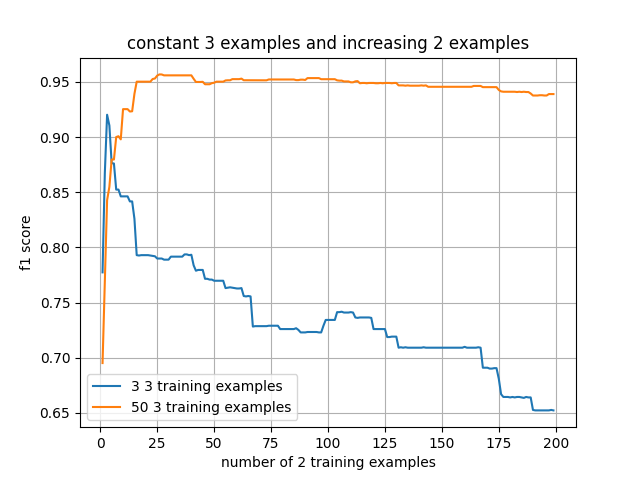 constant 3 examples and increasing 2 examples
f1 score
0.95
0.90
0.85
0.80
0.75
0.70
0.65
3 3 training examples
50 3 training examples
0 25 50 75 100 125 150 175 200
number of 2 training examples